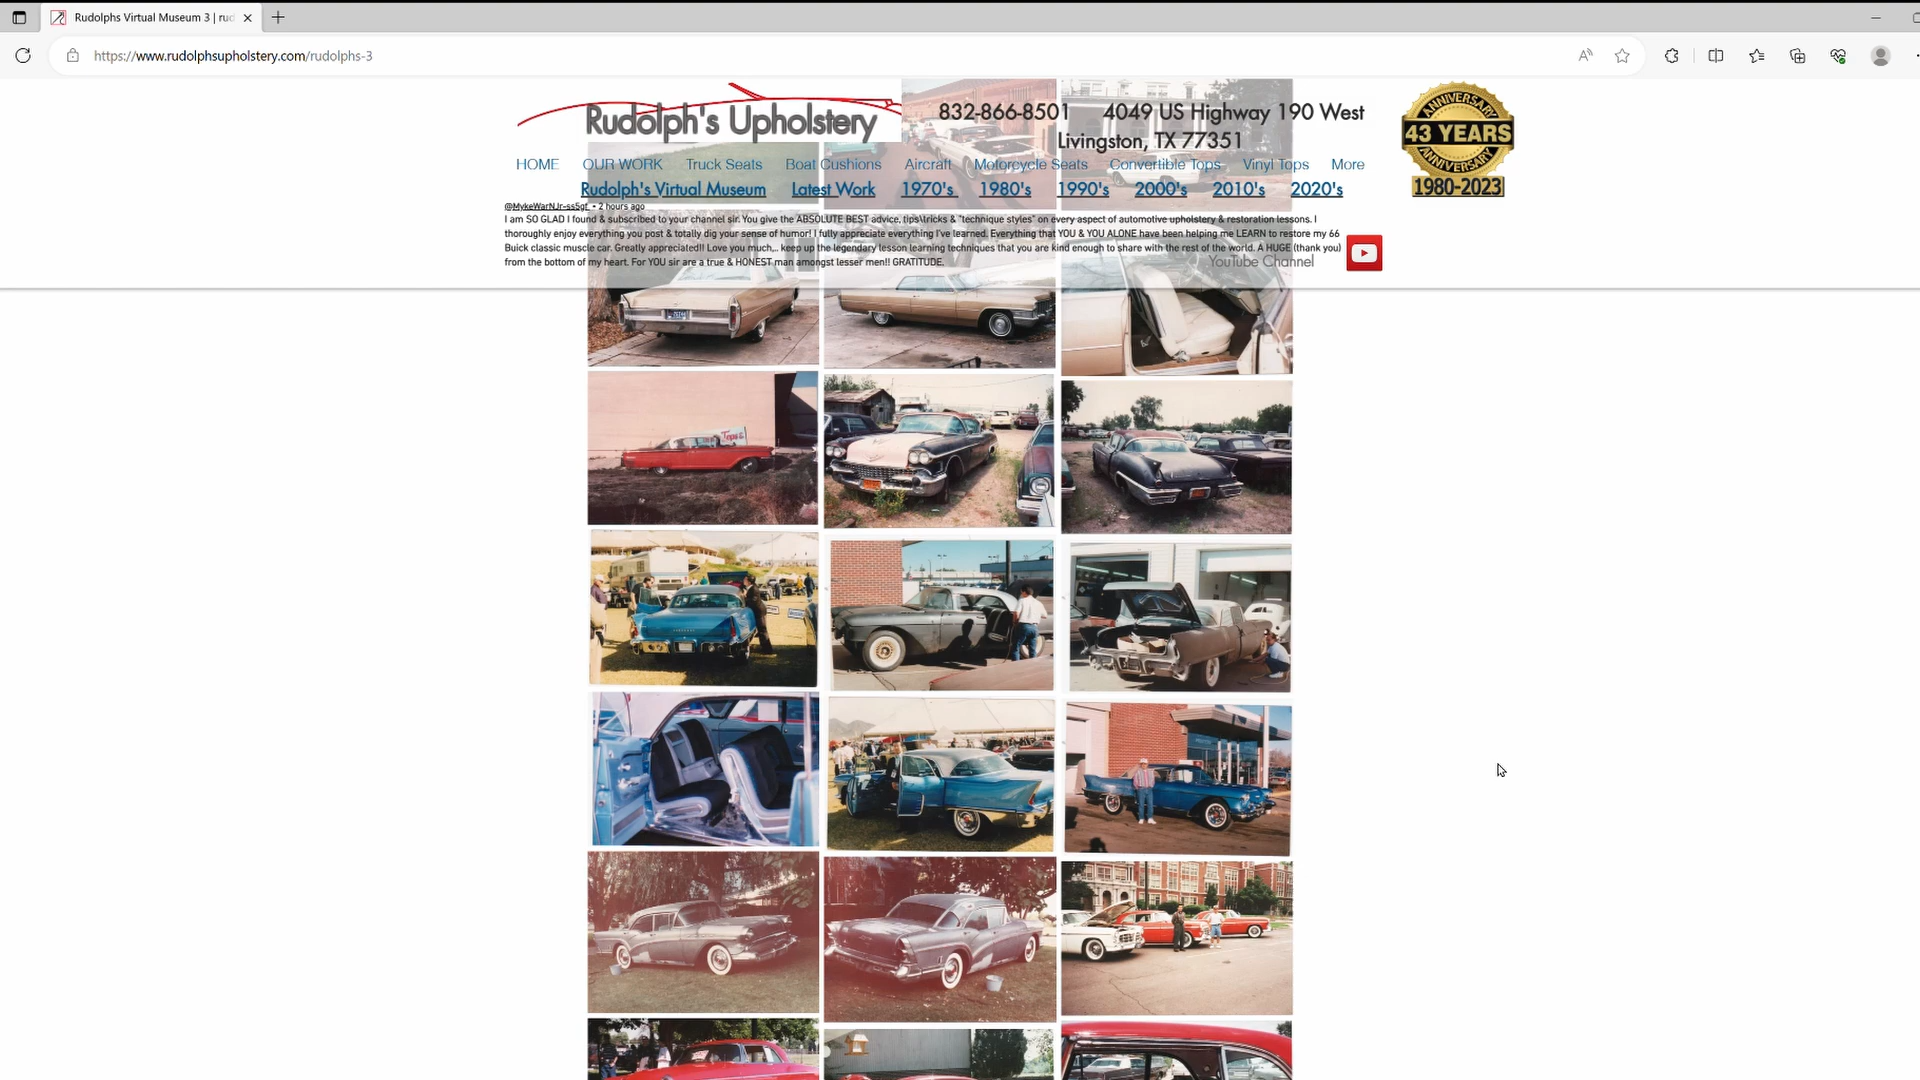 Rudolphs Virtual Museum 3 | rud
https://www.rudolphsupholstery.com/rudolphs-3
Rudolph's Upholstery
832-866-8501 4049 US Highway 190 West
Livingston, TX 77351
ANNIVERSARY
43 YEARS
ANNIVERSARY
1980-2023
HOME OUR WORK Truck Seats Boat Cushions Aircraft Motorcycle Seats Convertible Tops Vinyl Tops More
Rudolph's Virtual Museum Latest Work 1970's 1980's 1990's 2000's 2010's 2020's
@MykeWarNJr-ss5gf • 2 hours ago
I am SO GLAD I found & subscribed to your channel sir. You give the ABSOLUTE BEST advice, tips\tricks & "technique styles" on every aspect of automotive upholstery & restoration lessons. I
thoroughly enjoy everything you post & totally dig your sense of humor! I fully appreciate everything I've learned. Everything that YOU & YOU ALONE have been helping me LEARN to restore my 66
Buick classic muscle car. Greatly appreciated!! Love you much,.. keep up the legendary lesson learning techniques that you are kind enough to share with the rest of the world. A HUGE (thank you)
from the bottom of my heart. For YOU sir are a true & HONEST man amongst lesser men!! GRATITUDE.
YouTube Channel
Tops